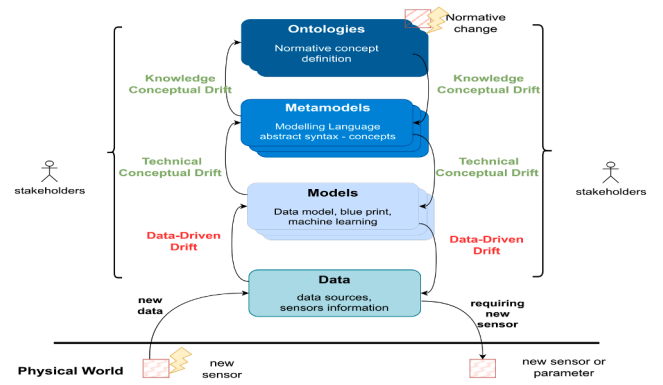 Ontologies
Normative concept
definition
Normative
change
Knowledge
Conceptual Drift
Knowledge
Conceptual Drift
Metamodels
Modelling Language
abstract syntax - concepts
Technical
Conceptual Drift
Technical
Conceptual Drift
stakeholders
stakeholders
Models
Data model, blue print,
machine learning
Data-Driven
Drift
Data-Driven
Drift
Data
data sources,
sensors information
new
data
requiring
new
sensor
Physical World
new
sensor
new sensor or
parameter